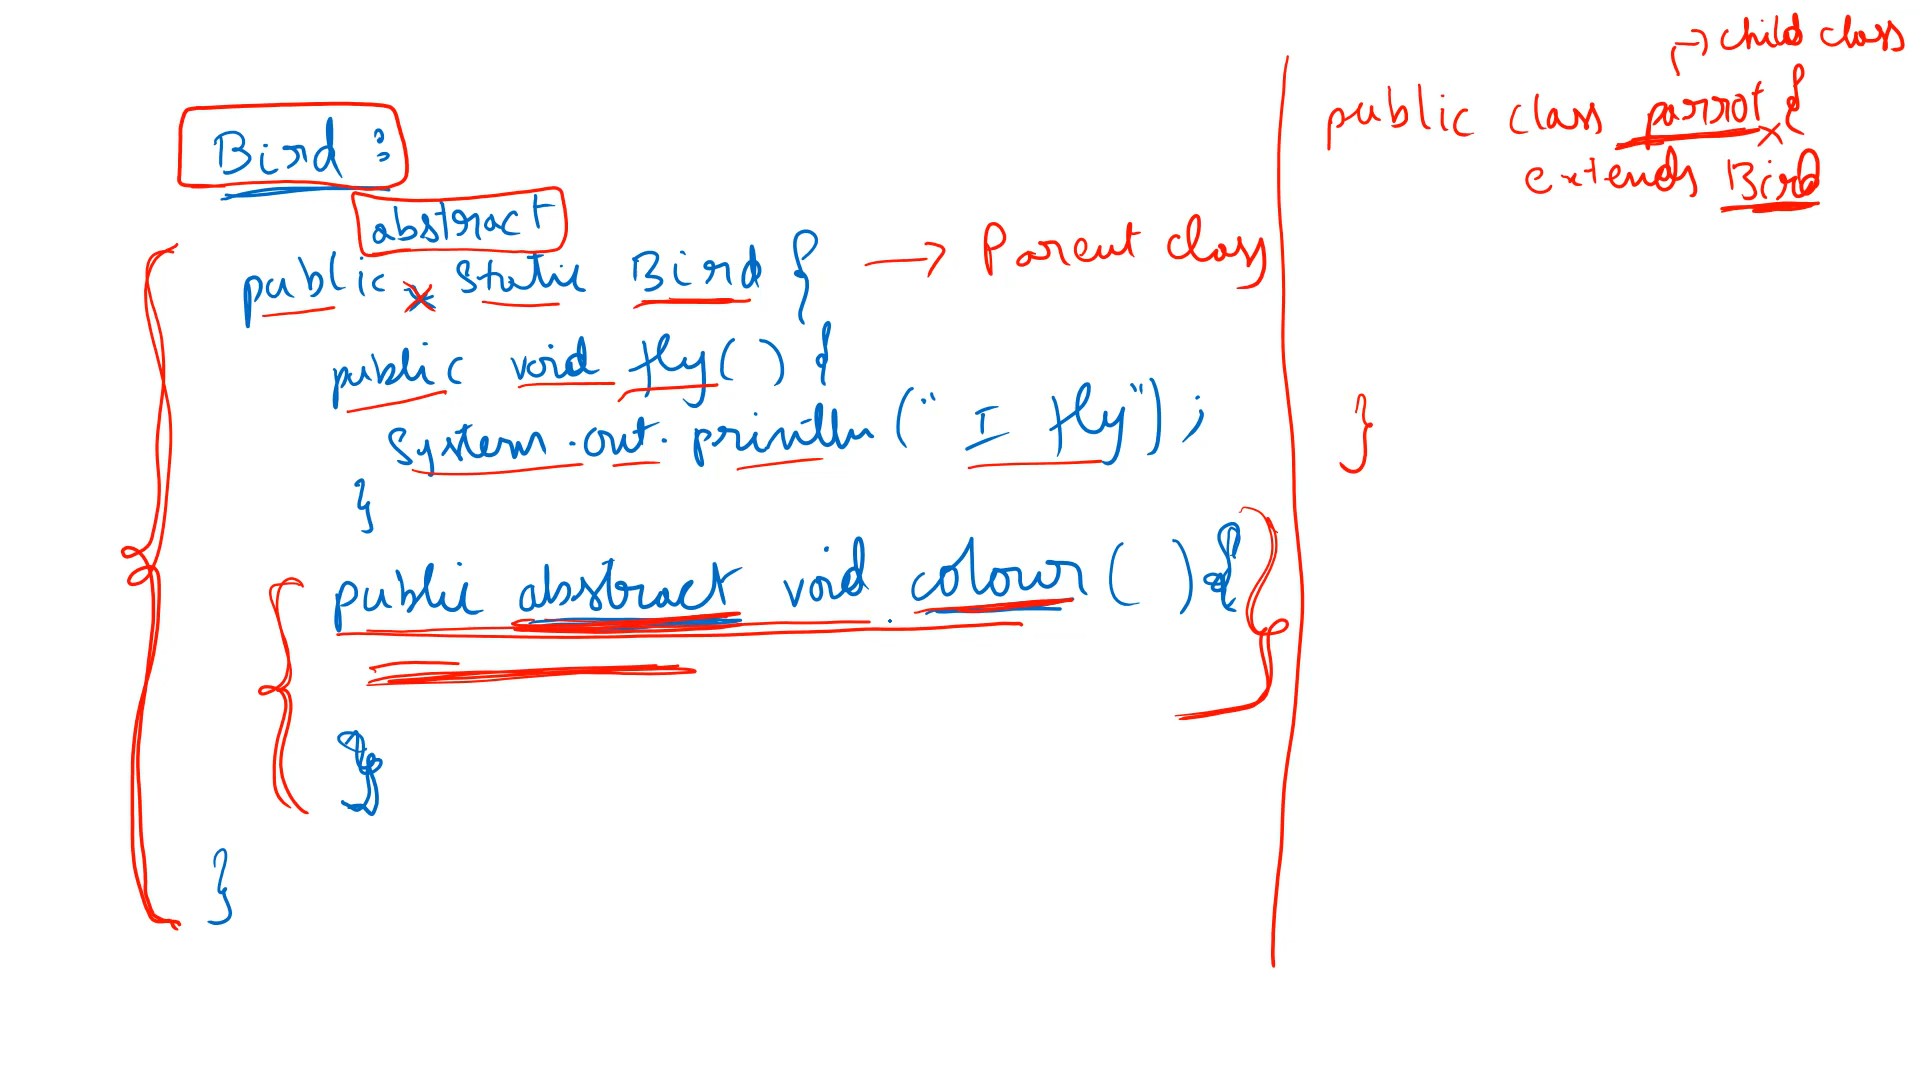 Bird :
abstract
public static Bird {
→ Parent class
public void fly( ) {
System.out.println (" I fly");
}
public abstract void colour ( ) {
}
}
→ child class
public class parrot {
extends Bird
}